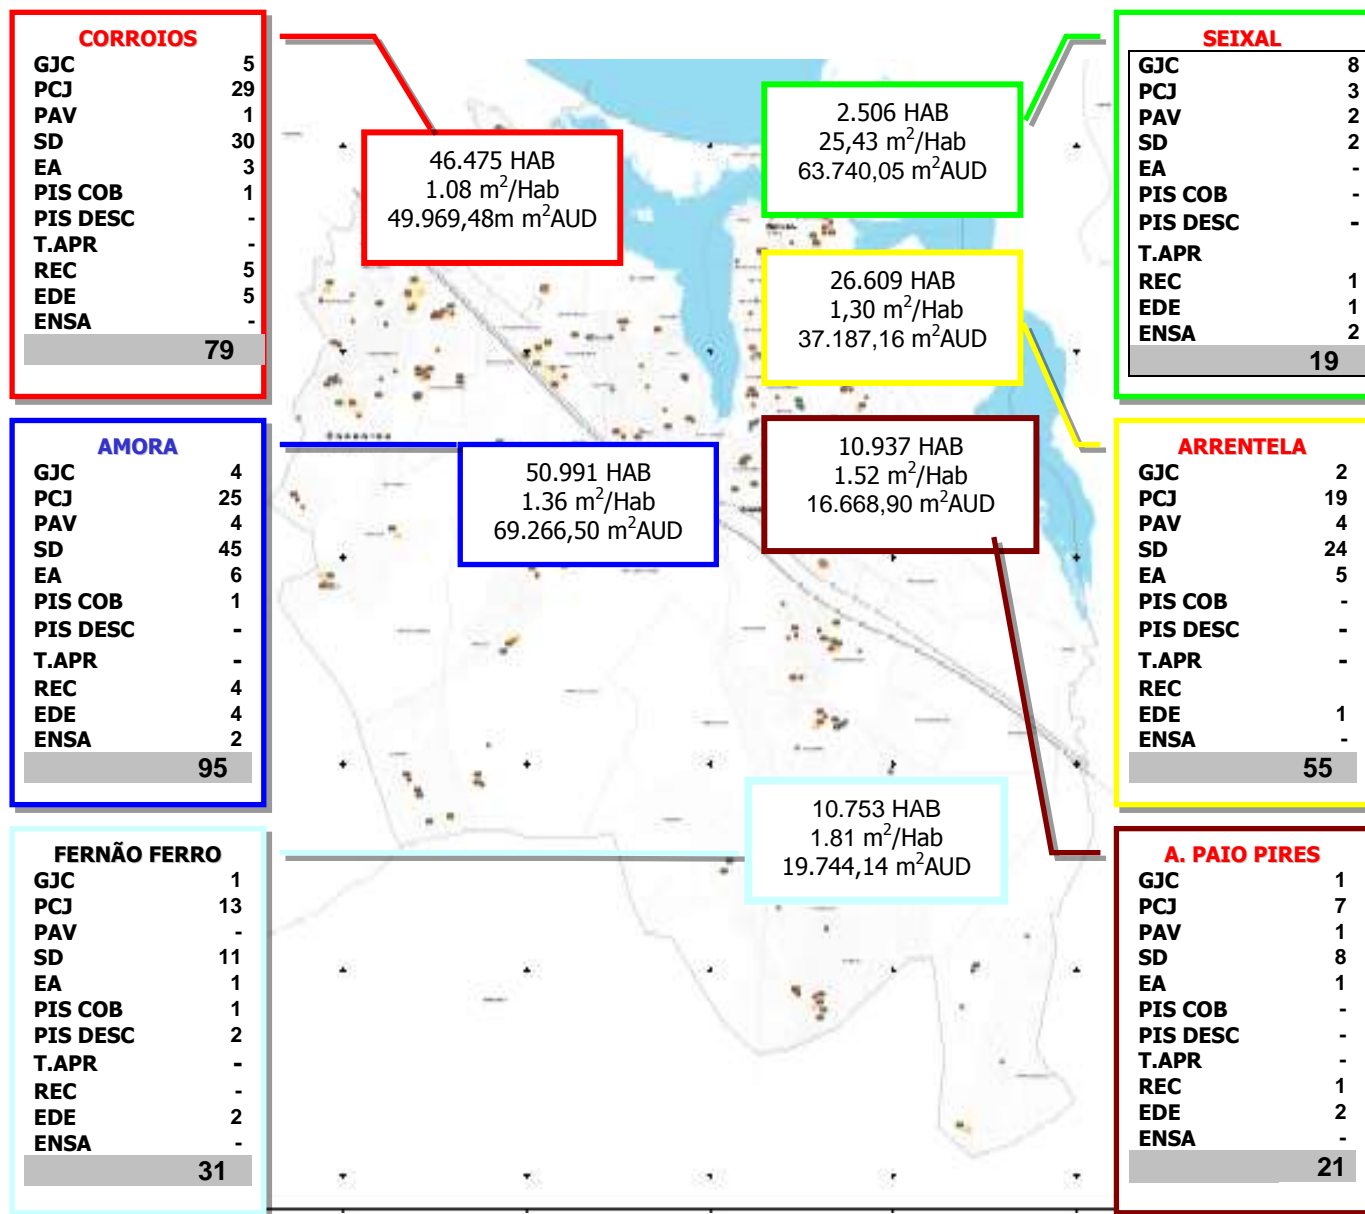 CORROIOS
GJC 5
PCJ 29
PAV 1
SD 30
EA 3
PIS COB 1
PIS DESC -
T.APR -
REC 5
EDE 5
ENSA -
79
46.475 HAB
1.08 m²/Hab
49.969,48m m²AUD
2.506 HAB
25,43 m²/Hab
63.740,05 m²AUD
SEIXAL
GJC 8
PCJ 3
PAV 2
SD 2
EA -
PIS COB -
PIS DESC -
T.APR
REC 1
EDE 1
ENSA 2
19
26.609 HAB
1,30 m²/Hab
37.187,16 m²AUD
AMORA
GJC 4
PCJ 25
PAV 4
SD 45
EA 6
PIS COB 1
PIS DESC -
T.APR -
REC 4
EDE 4
ENSA 2
95
50.991 HAB
1.36 m²/Hab
69.266,50 m²AUD
10.937 HAB
1.52 m²/Hab
16.668,90 m²AUD
ARRENTELA
GJC 2
PCJ 19
PAV 4
SD 24
EA 5
PIS COB -
PIS DESC -
T.APR -
REC
EDE 1
ENSA -
55
FERNÃO FERRO
GJC 1
PCJ 13
PAV -
SD 11
EA 1
PIS COB 1
PIS DESC 2
T.APR -
REC -
EDE 2
ENSA -
31
10.753 HAB
1.81 m²/Hab
19.744,14 m²AUD
A. PAIO PIRES
GJC 1
PCJ 7
PAV 1
SD 8
EA 1
PIS COB -
PIS DESC -
T.APR -
REC 1
EDE 2
ENSA -
21